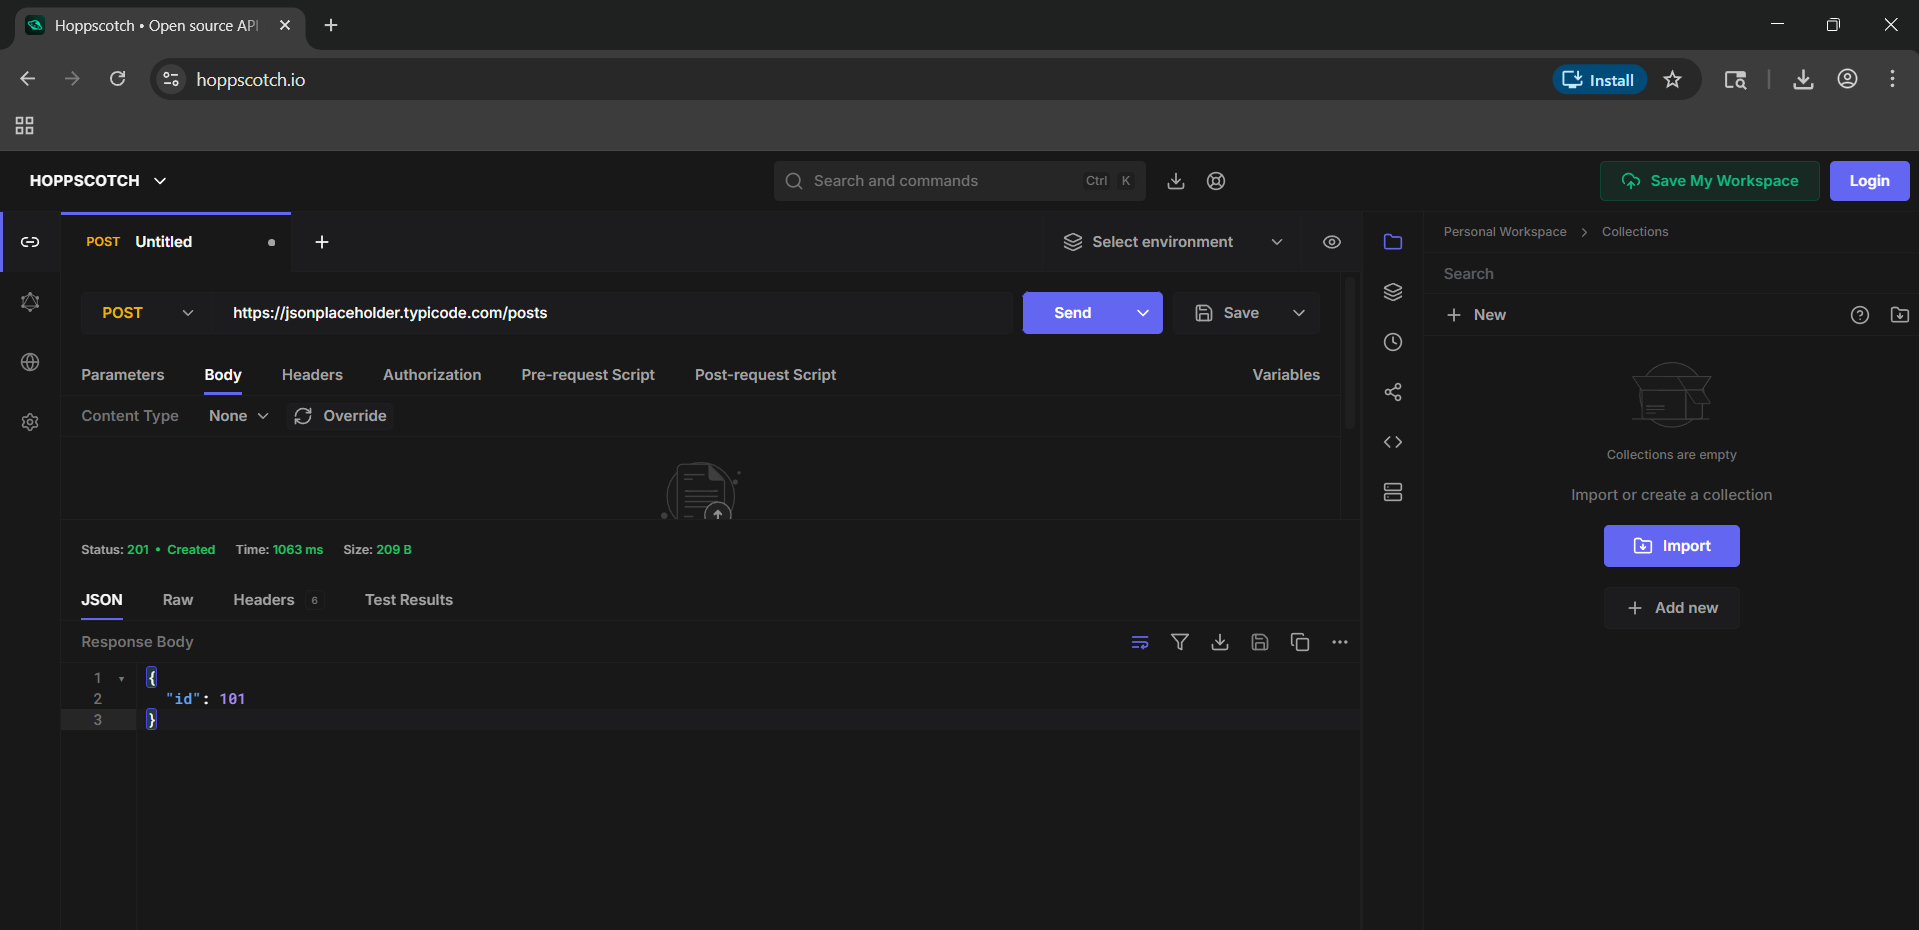 Hoppscotch • Open source API
hoppscotch.io
Install
HOPPSCOTCH
Search and commands
Ctrl K
Save My Workspace
Login
POST Untitled
Select environment
POST
https://jsonplaceholder.typicode.com/posts
Send
Save
Parameters
Body
Headers
Authorization
Pre-request Script
Post-request Script
Variables
Content Type
None
Override
Status: 201 • Created
Time: 1063 ms
Size: 209 B
JSON
Raw
Headers 6
Test Results
Response Body
1 {
2 "id": 101
3 }
Personal Workspace > Collections
Search
+ New
Collections are empty
Import or create a collection
Import
+ Add new